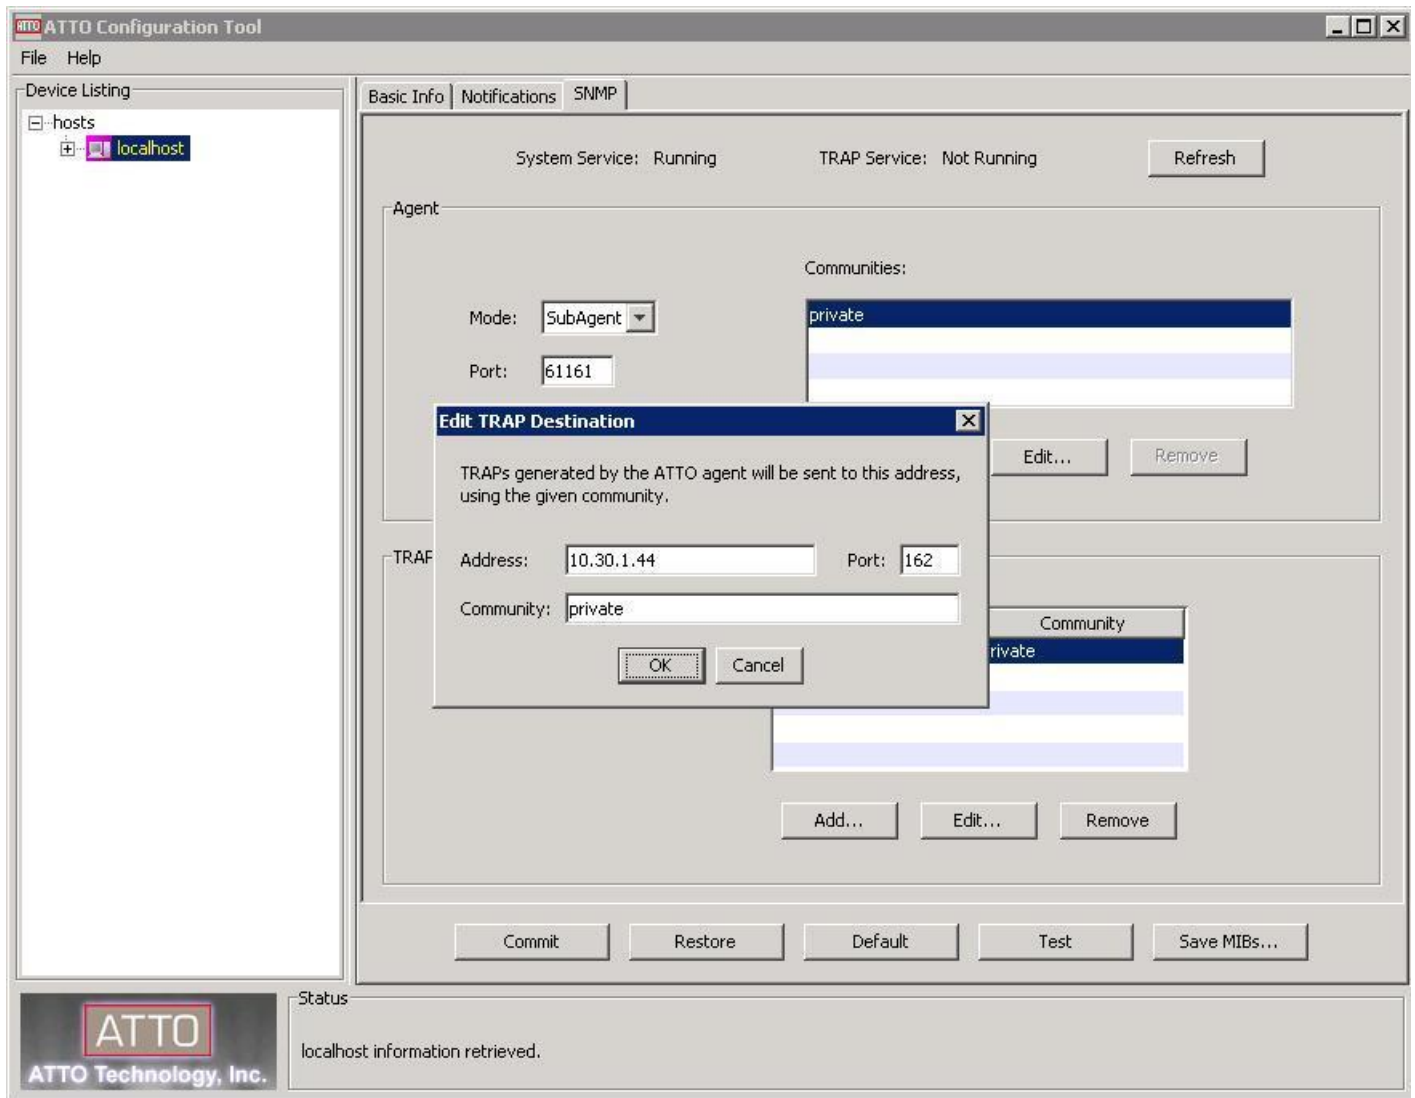 ATTO ATTO Configuration Tool
File Help
Device Listing
hosts
localhost
Basic Info Notifications SNMP
System Service: Running TRAP Service: Not Running Refresh
Agent
Communities:
Mode: SubAgent
private
Port: 61161
Edit... Remove
Edit TRAP Destination
TRAPs generated by the ATTO agent will be sent to this address,
using the given community.
Address: 10.30.1.44 Port: 162
Community: private
OK Cancel
TRAP
Community
rivate
Add... Edit... Remove
Commit Restore Default Test Save MIBs...
ATTO
ATTO Technology, Inc.
Status
localhost information retrieved.